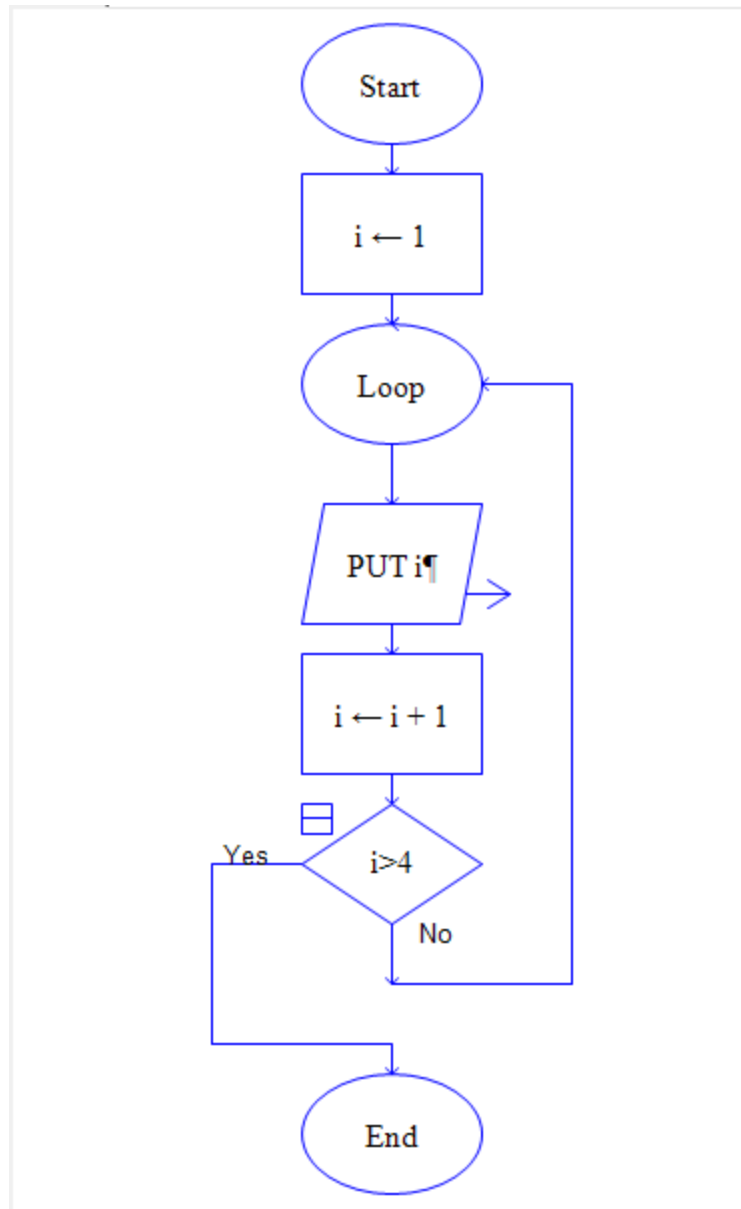 Start
i ← 1
Loop
PUT i¶
i ← i + 1
i>4
Yes
No
End